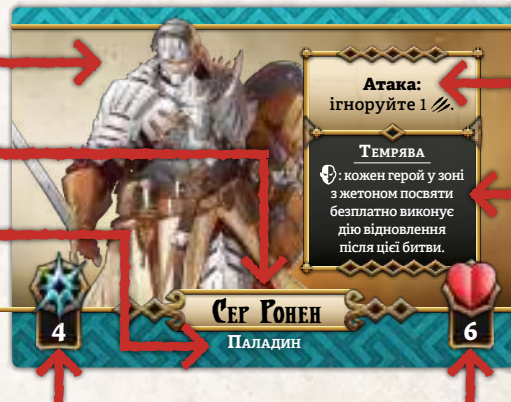 Атака:
ігноруйте 1 .
Темрява
: кожен герой у зоні
з жетоном посвяти
безплатно виконує
дію відновлення
після цієї битви.
Сер Ронен
Паладин
4
6